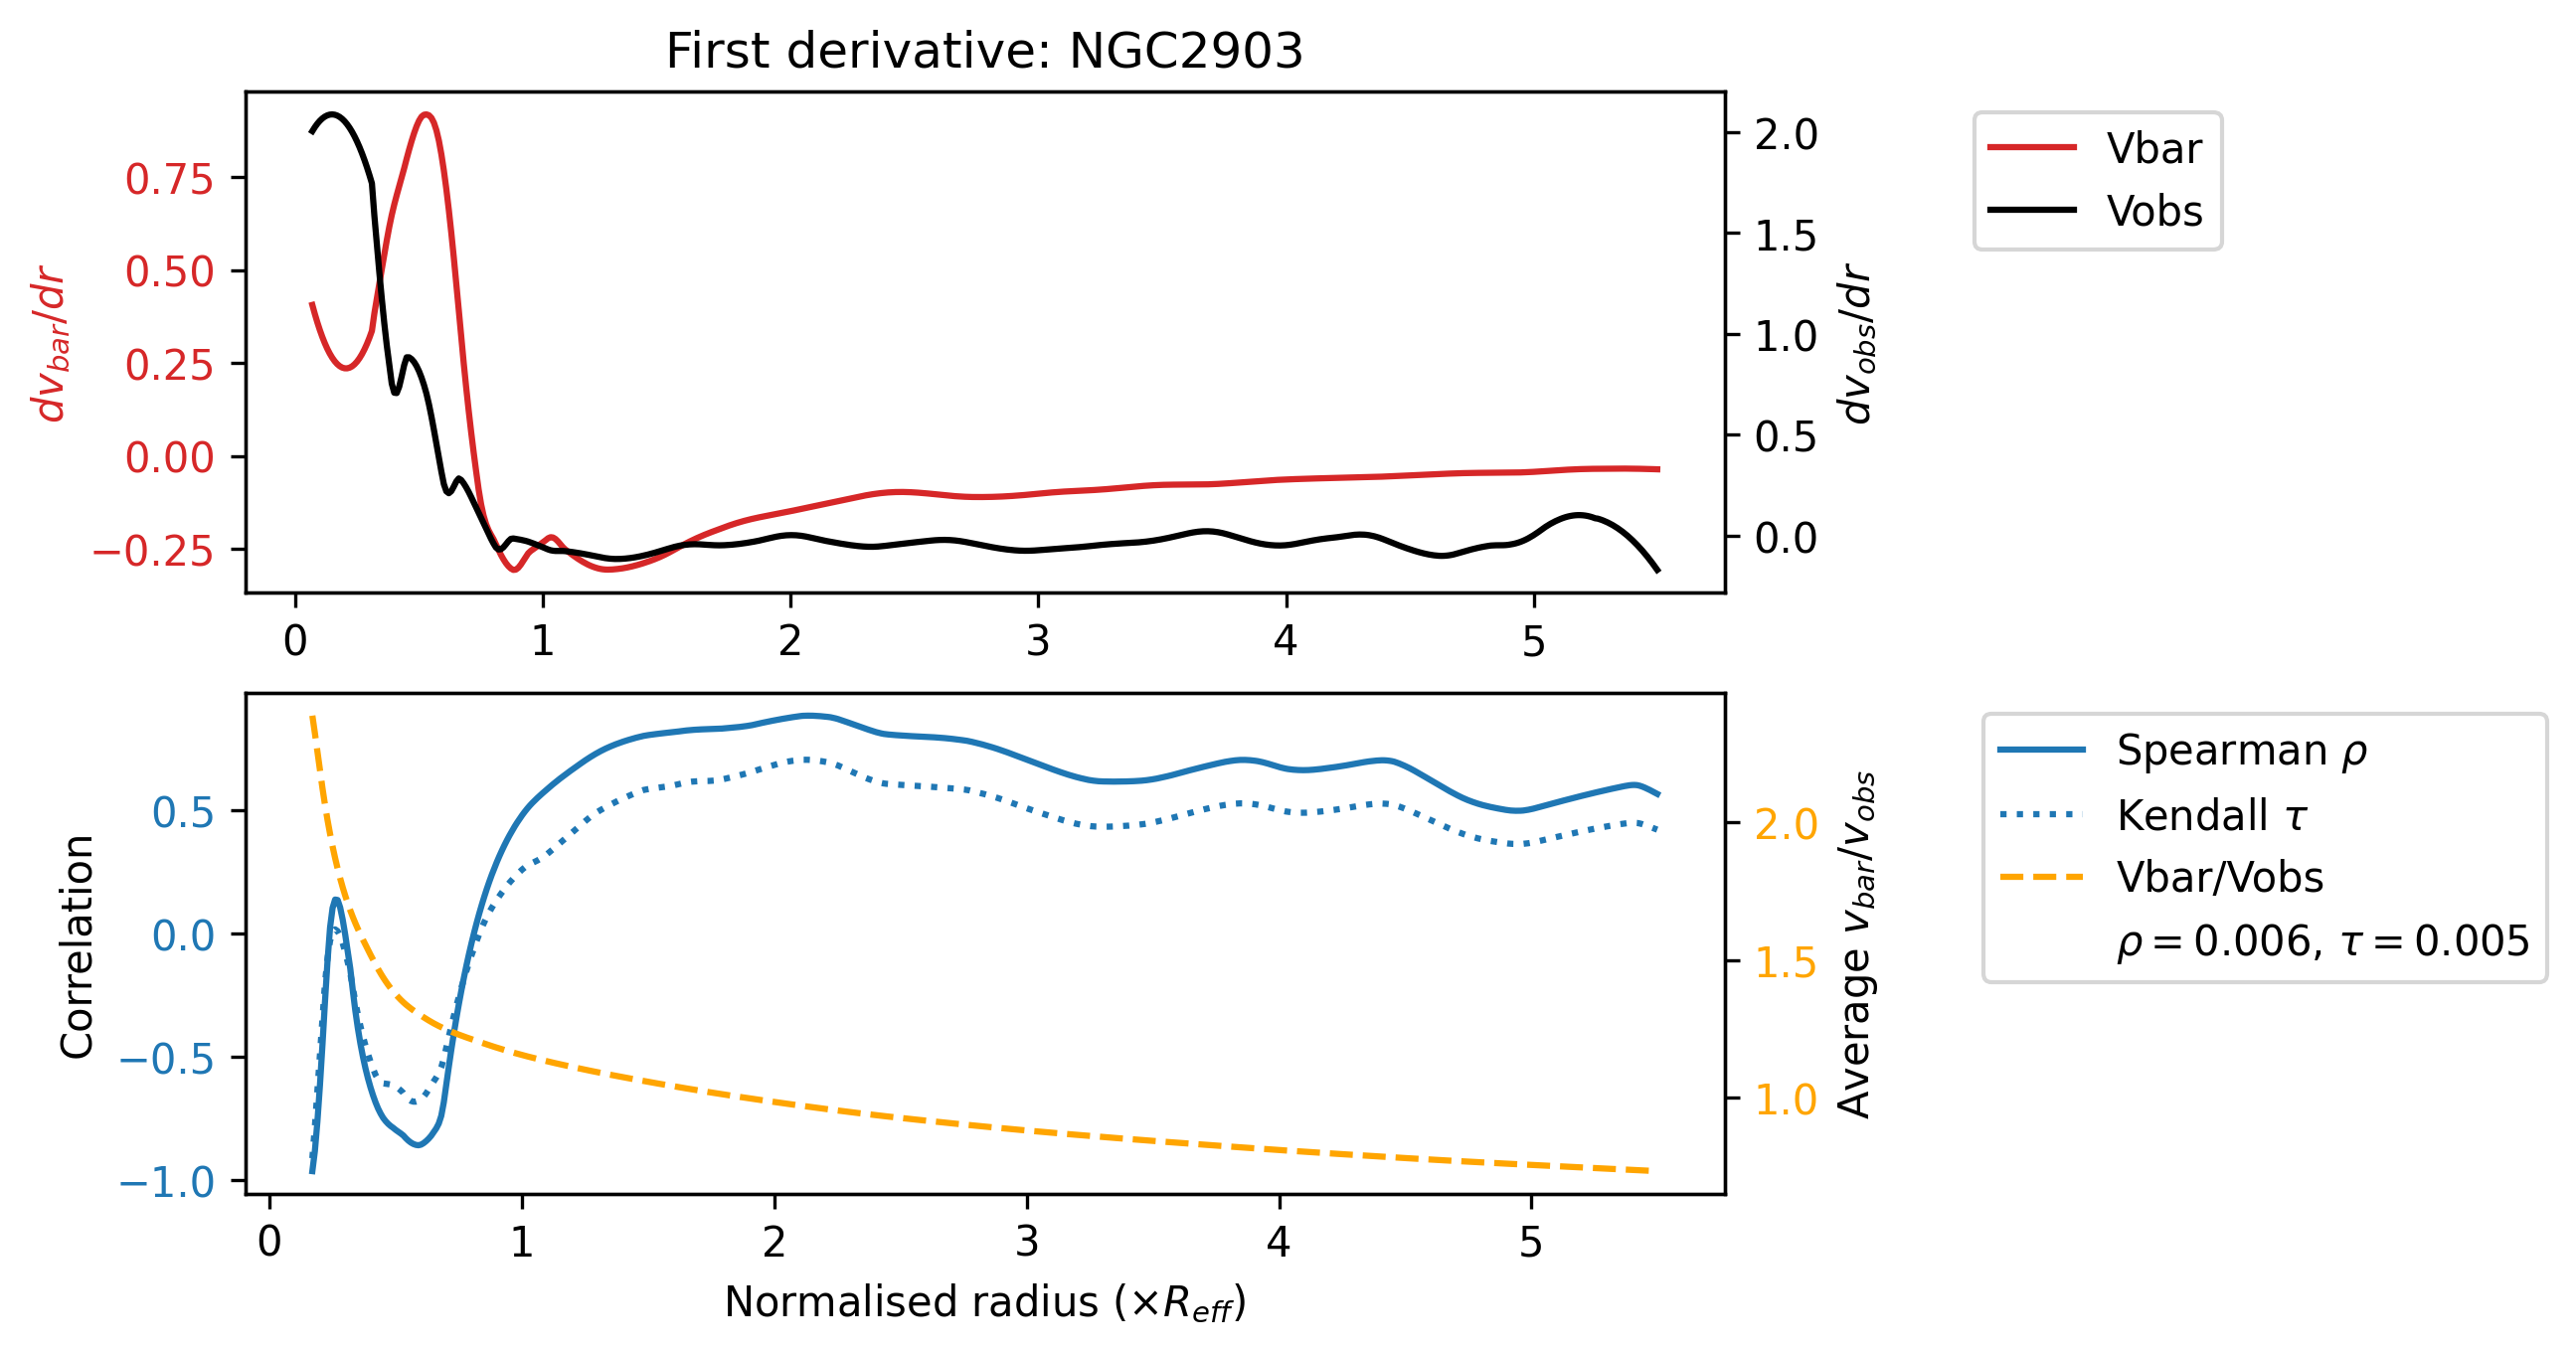 First derivative: NGC2903
0.75
0.50
0.25
0.00
−0.25
dv_bar/dr
2.0
1.5
1.0
0.5
0.0
dv_obs/dr
0 1 2 3 4 5
Vbar
Vobs
0.5
0.0
−0.5
−1.0
Correlation
2.0
1.5
1.0
Average v_bar/v_obs
0 1 2 3 4 5
Normalised radius (×R_eff)
Spearman ρ
Kendall τ
Vbar/Vobs
ρ = 0.006, τ = 0.005